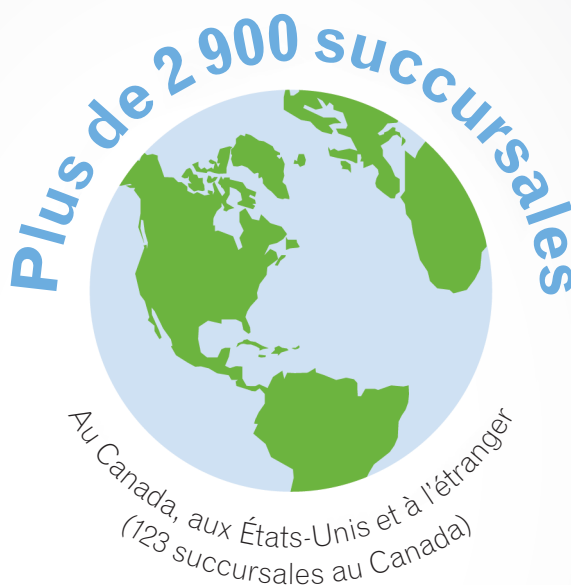 Plus de 2 900 succursales
Au Canada, aux États-Unis et à l'étranger
(123 succursales au Canada)